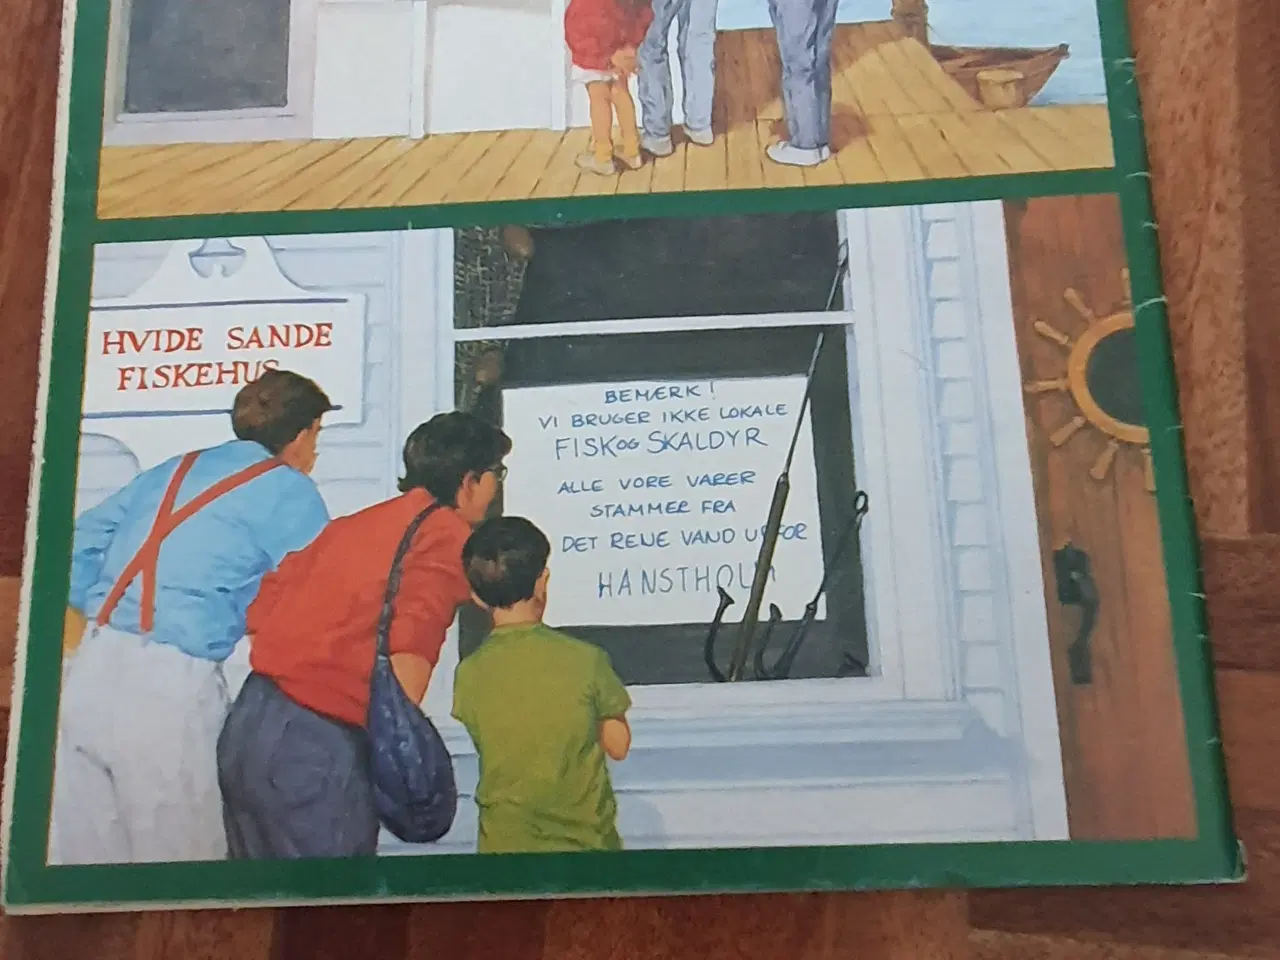 HVIDE SANDE
FISKEHUS
BEMÆRK!
VI BRUGER IKKE LOKALE
FISK OG SKALDYR
ALLE VORE VARER
STAMMER FRA
DET RENE VAND UDFOR
HANSTHOLM